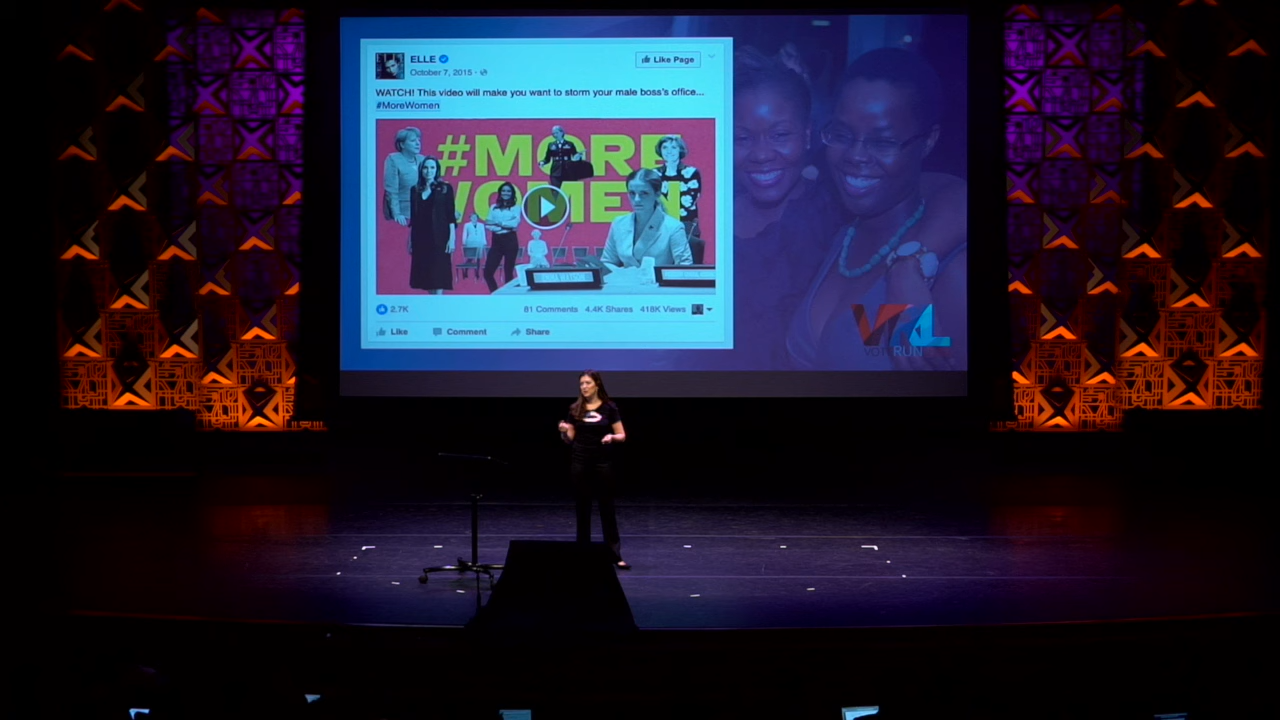 ELLE
Like Page
October 7, 2015
WATCH! This video will make you want to storm your male boss's office...
#MoreWomen
#MORE
WOMEN
2.7K
81 Comments 4.4K Shares 418K Views
Like Comment Share
VRL
VOTE RUN